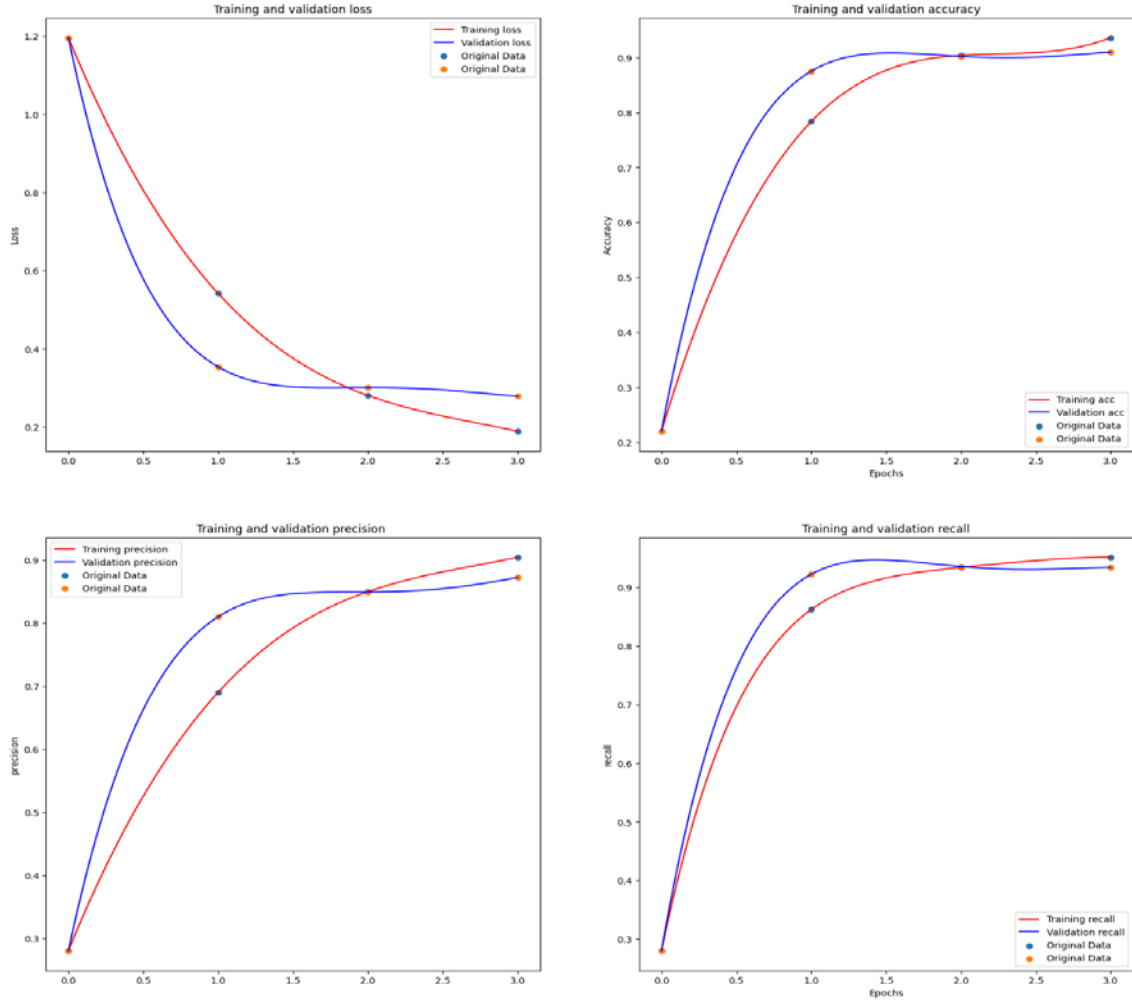 Training and validation loss
Training loss
Validation loss
Original Data
Original Data
1.2
1.0
0.8
0.6
0.4
0.2
Loss
0.0 0.5 1.0 1.5 2.0 2.5 3.0
Training and validation accuracy
0.9
0.8
0.7
0.6
0.5
0.4
0.3
0.2
Accuracy
Training acc
Validation acc
Original Data
Original Data
0.0 0.5 1.0 1.5 2.0 2.5 3.0
Epochs
Training and validation precision
Training precision
Validation precision
Original Data
Original Data
0.9
0.8
0.7
0.6
0.5
0.4
0.3
precision
0.0 0.5 1.0 1.5 2.0 2.5 3.0
Training and validation recall
0.9
0.8
0.7
0.6
0.5
0.4
0.3
recall
Training recall
Validation recall
Original Data
Original Data
0.0 0.5 1.0 1.5 2.0 2.5 3.0
Epochs